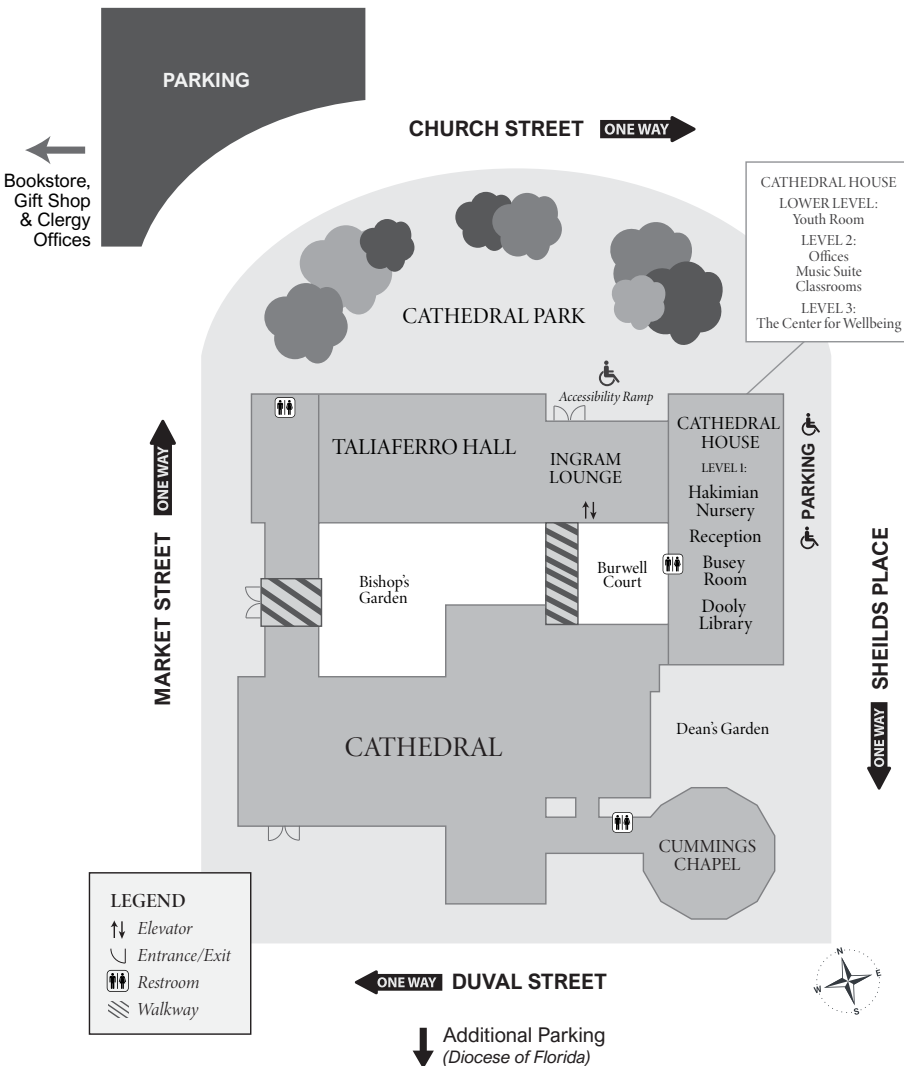 PARKING
CHURCH STREET ONE WAY
Bookstore,
Gift Shop
& Clergy
Offices
CATHEDRAL HOUSE
LOWER LEVEL:
Youth Room
LEVEL 2:
Offices
Music Suite
Classrooms
LEVEL 3:
The Center for Wellbeing
CATHEDRAL PARK
Accessibility Ramp
TALIAFERRO HALL
INGRAM
LOUNGE
CATHEDRAL
HOUSE
LEVEL 1:
Hakimian
Nursery
Reception
Busey
Room
Dooly
Library
PARKING
MARKET STREET ONE WAY
Bishop's
Garden
Burwell
Court
SHEILDS PLACE
ONE WAY
CATHEDRAL
Dean's Garden
CUMMINGS
CHAPEL
LEGEND
Elevator
Entrance/Exit
Restroom
Walkway
ONE WAY DUVAL STREET
N
E
S
W
Additional Parking
(Diocese of Florida)